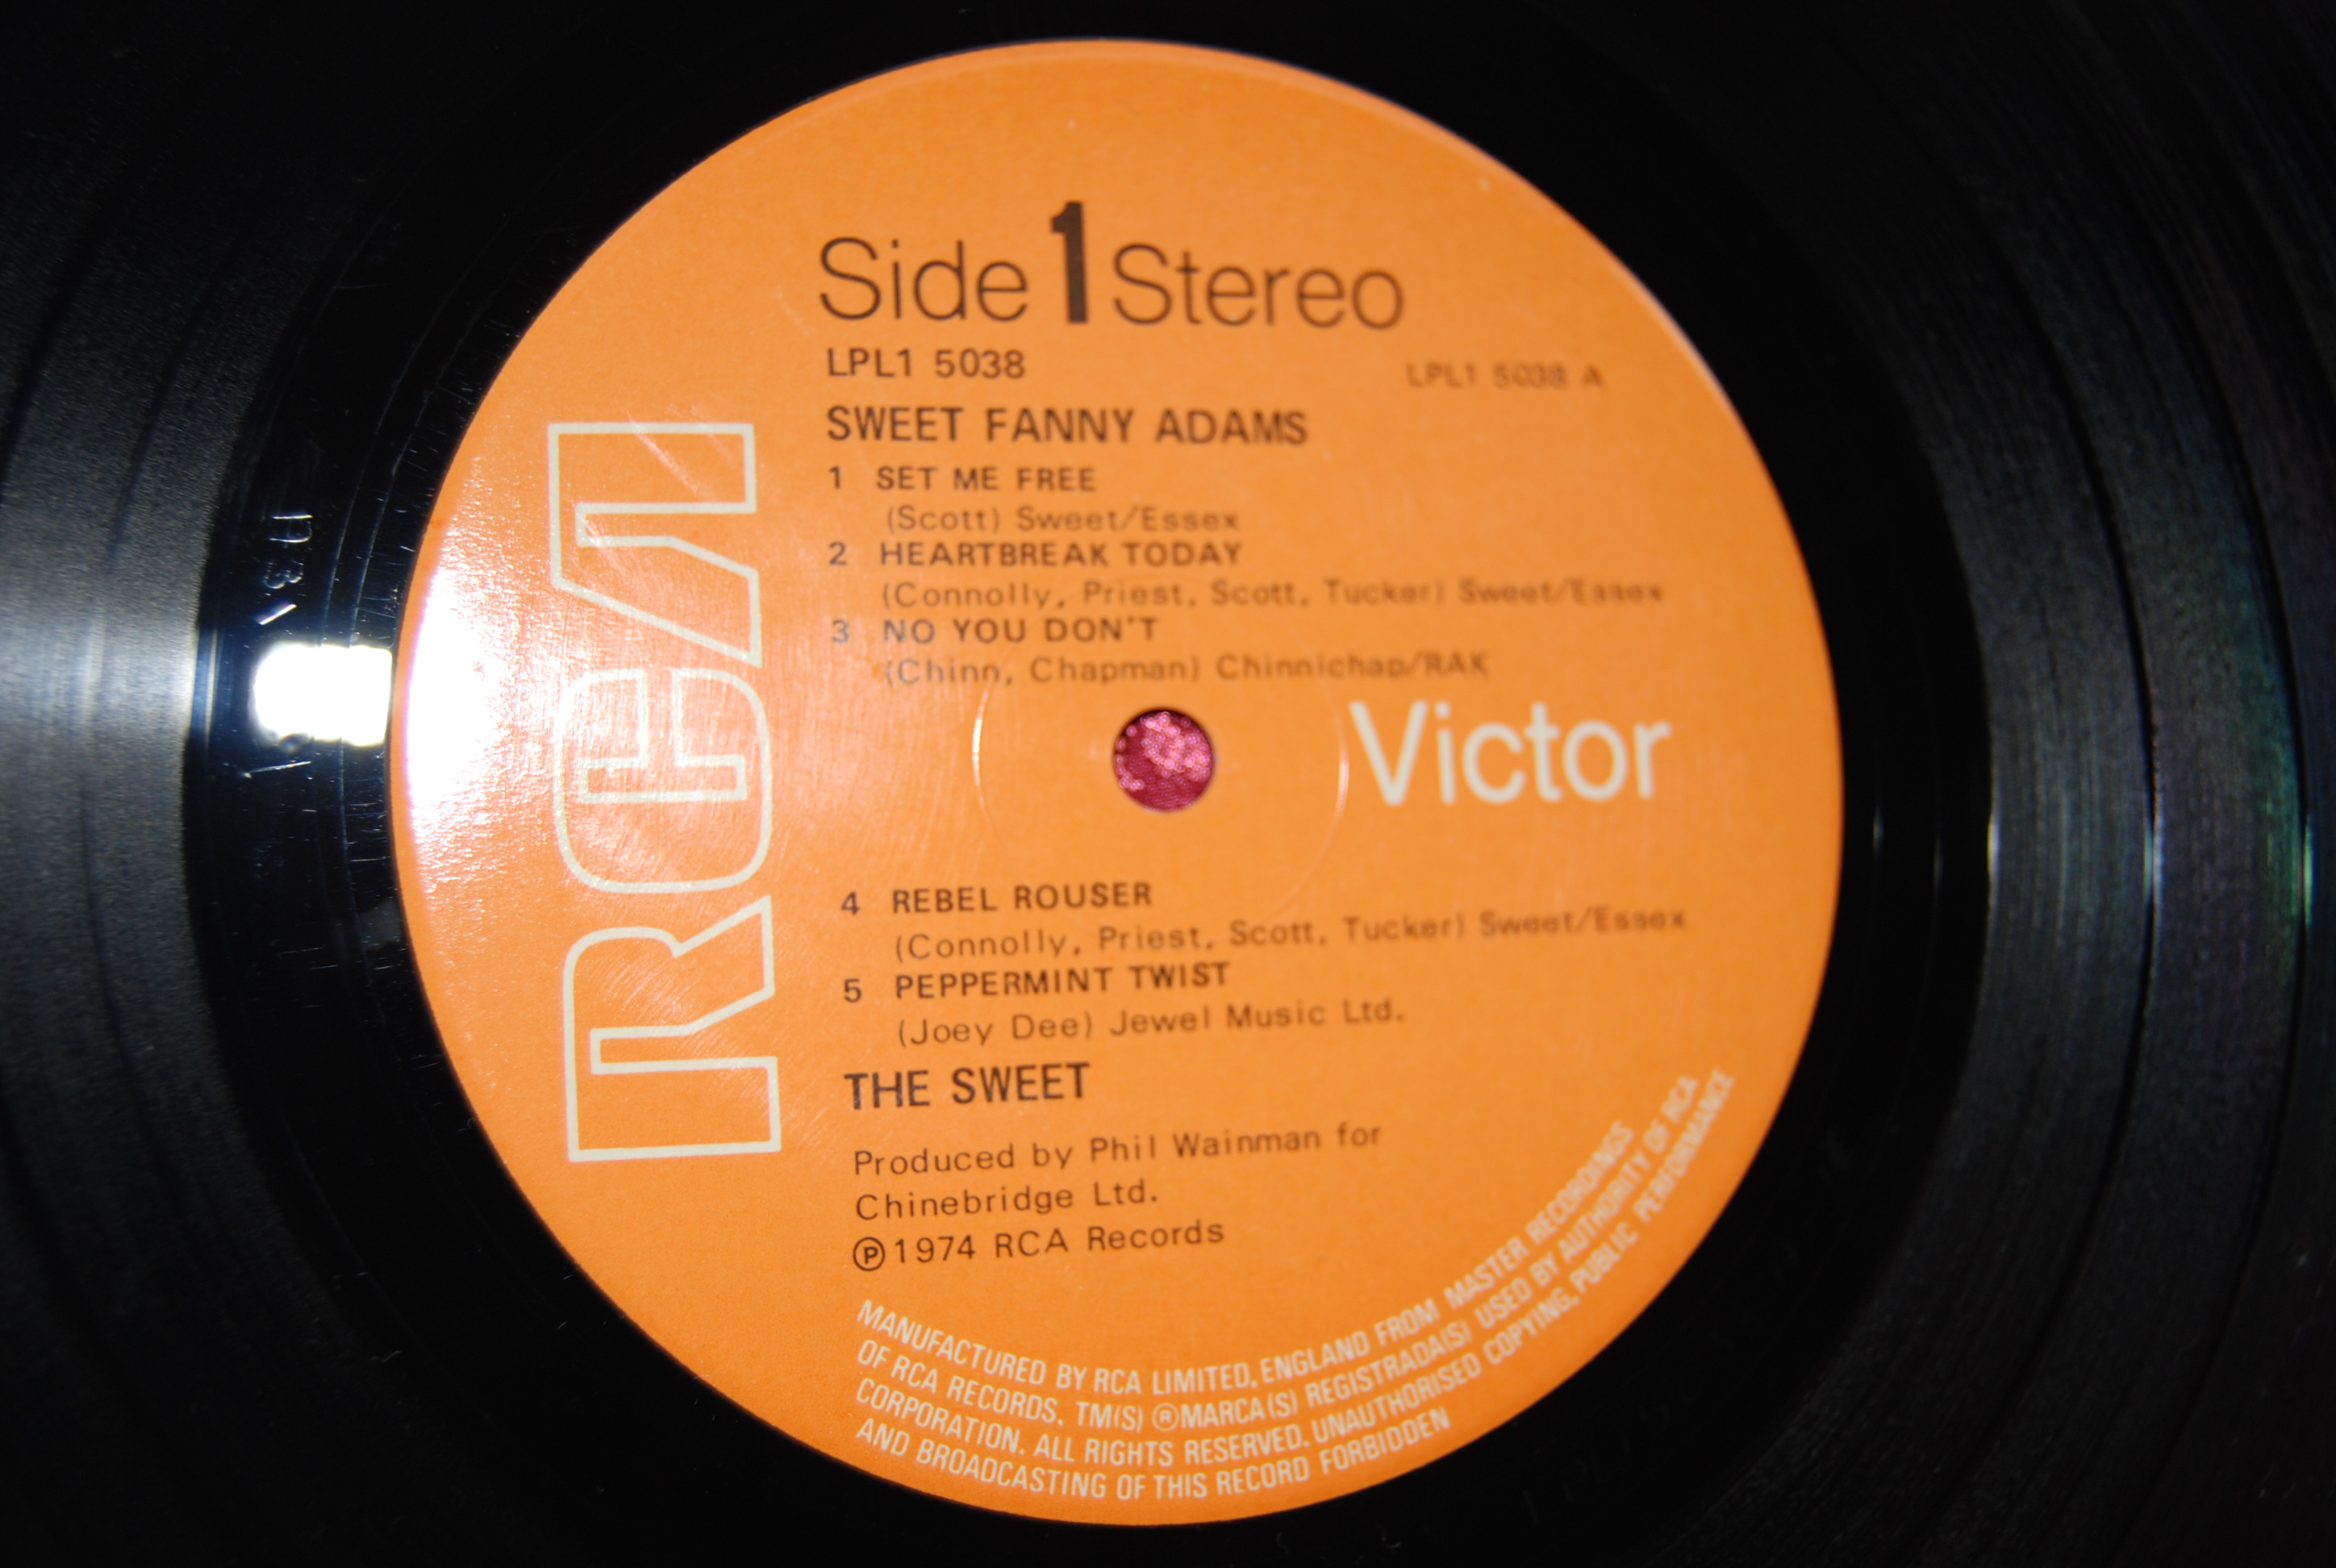 Side 1 Stereo
LPL1 5038
LPL1 5038 A
SWEET FANNY ADAMS
1 SET ME FREE
(Scott) Sweet/Essex
2 HEARTBREAK TODAY
(Connolly, Priest, Scott, Tucker) Sweet/Essex
3 NO YOU DON'T
(Chinn, Chapman) Chinnichap/RAK
RCA
Victor
4 REBEL ROUSER
(Connolly, Priest, Scott, Tucker) Sweet/Essex
5 PEPPERMINT TWIST
(Joey Dee) Jewel Music Ltd.
THE SWEET
Produced by Phil Wainman for
Chinebridge Ltd.
℗1974 RCA Records
MANUFACTURED BY RCA LIMITED, ENGLAND FROM MASTER RECORDINGS
OF RCA RECORDS. TM(S) ®MARCA(S) REGISTRADA(S) USED BY AUTHORITY OF RCA
CORPORATION. ALL RIGHTS RESERVED. UNAUTHORISED COPYING, PUBLIC PERFORMANCE
AND BROADCASTING OF THIS RECORD FORBIDDEN